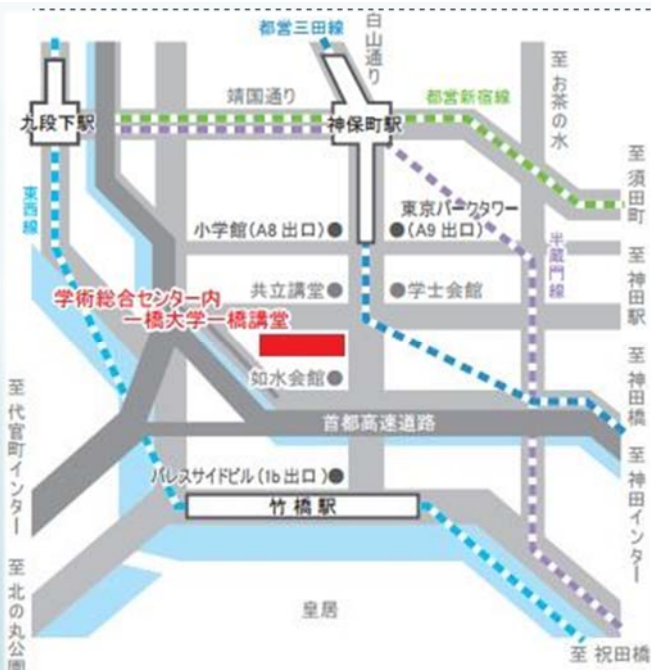 都営三田線
白山通り
靖国通り
都営新宿線
至 お茶の水
九段下駅
神保町駅
至 須田町
東西線
小学館(A8 出口)●
東京パークタワー
●(A9 出口)
半蔵門線
至 神田駅
共立講堂●
●学士会館
学術総合センター内
一橋大学一橋講堂
如水会館●
至 神田橋
至 代官町インター
首都高速道路
至 神田インター
パレスサイドビル(1b 出口)●
竹橋駅
至 北の丸公園
皇居
至 祝田橋